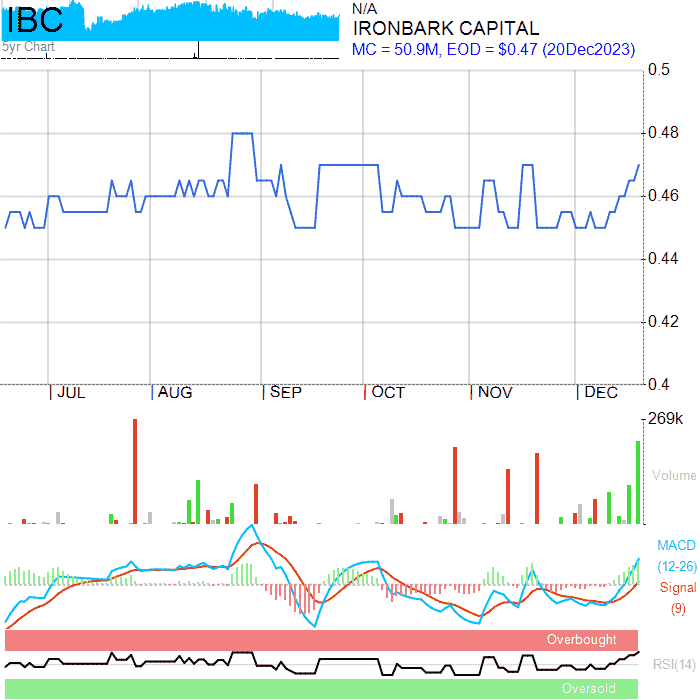 IBC
5yr Chart
N/A
IRONBARK CAPITAL
MC = 50.9M, EOD = $0.47 (20Dec2023)
0.5
0.48
0.46
0.44
0.42
0.4
JUL AUG SEP OCT NOV DEC
269k
Volume
MACD
(12-26)
Signal
(9)
Overbought
RSI(14)
Oversold